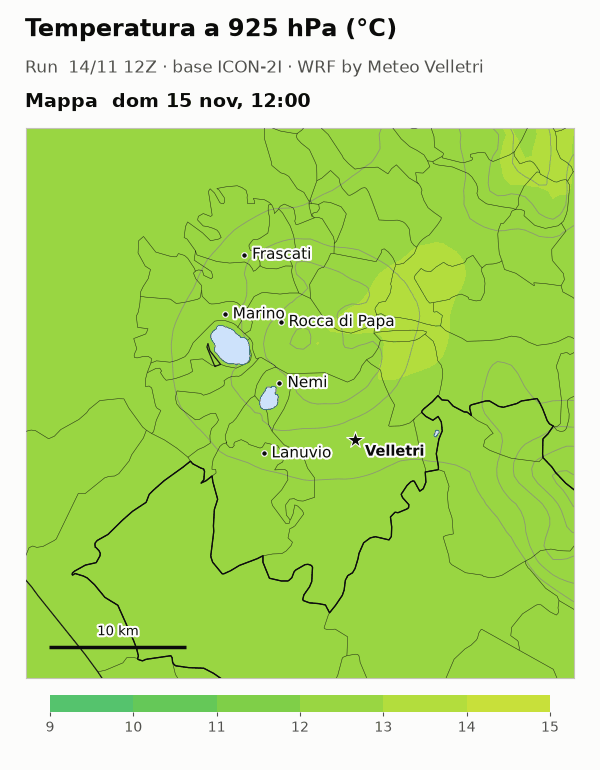 Temperatura a 925 hPa (°C)
Run  14/11 12Z · base ICON-2I · WRF by Meteo Velletri
Mappa  dom 15 nov, 12:00
Frascati
Marino
Rocca di Papa
Nemi
Velletri
Lanuvio
10 km
9 10 11 12 13 14 15